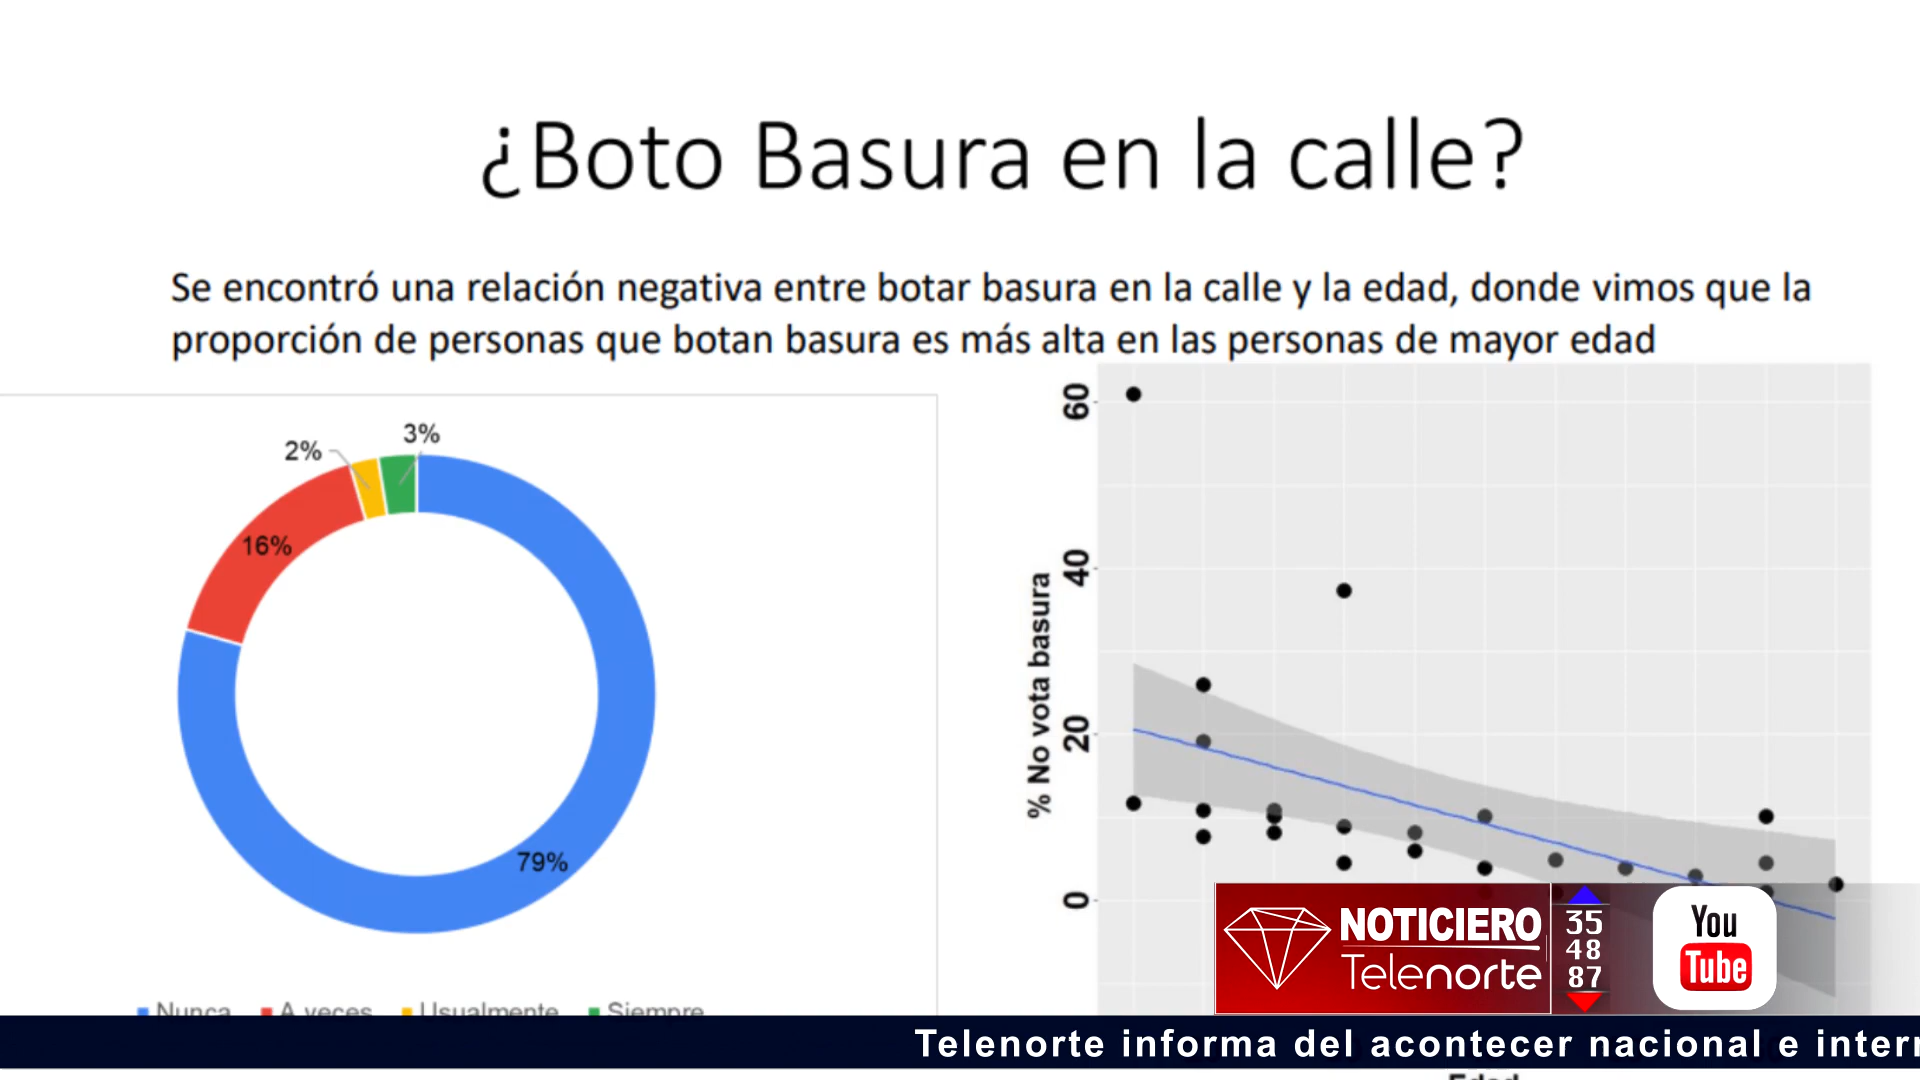 ¿Boto Basura en la calle?
Se encontró una relación negativa entre botar basura en la calle y la edad, donde vimos que la
proporción de personas que botan basura es más alta en las personas de mayor edad
2%
3%
16%
79%
Nunca A veces Usualmente Siempre
% No vota basura
60
40
20
0
NOTICIERO
Telenorte
35
48
87
You
Tube
Telenorte informa del acontecer nacional e intern
Edad